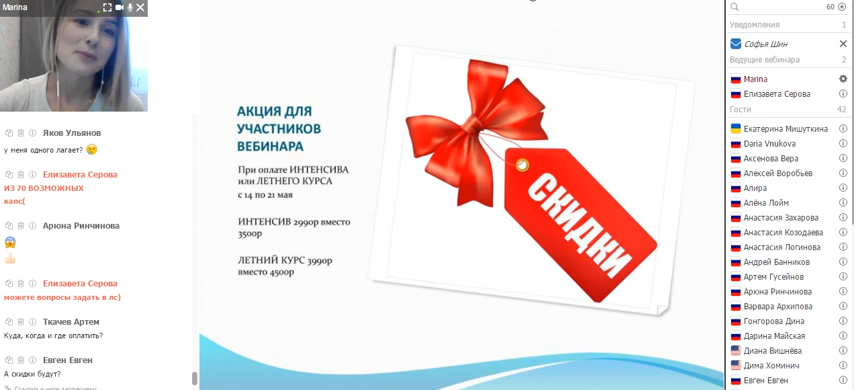 Marina
Яков Ульянов
у меня одного лагает?
Елизавета Серова
ИЗ 70 ВОЗМОЖНЫХ
капс(
Арюна Ринчинова
Елизавета Серова
можете вопросы задать в лс)
Ткачев Артем
Куда, когда и где оплатить?
Евген Евген
А скидки будут?
АКЦИЯ ДЛЯ
УЧАСТНИКОВ
ВЕБИНАРА
При оплате ИНТЕНСИВА
или ЛЕТНЕГО КУРСА
с 14 по 21 мая
ИНТЕНСИВ 2990р вместо
3500р
ЛЕТНИЙ КУРС 3990р
вместо 4500р
СКИДКИ
60
Уведомления 1
Софья Шин
Ведущие вебинара 2
Marina
Елизавета Серова
Гости 42
Екатерина Мишуткина
Daria Vnukova
Аксенова Вера
Алексей Воробьев
Алира
Алёна Лойм
Анастасия Захарова
Анастасия Козодаева
Анастасия Логинова
Андрей Банников
Артем Гусейнов
Арюна Ринчинова
Варвара Архипова
Гонгорова Дина
Дарина Майская
Диана Вишнёва
Дима Хоминич
Евген Евген